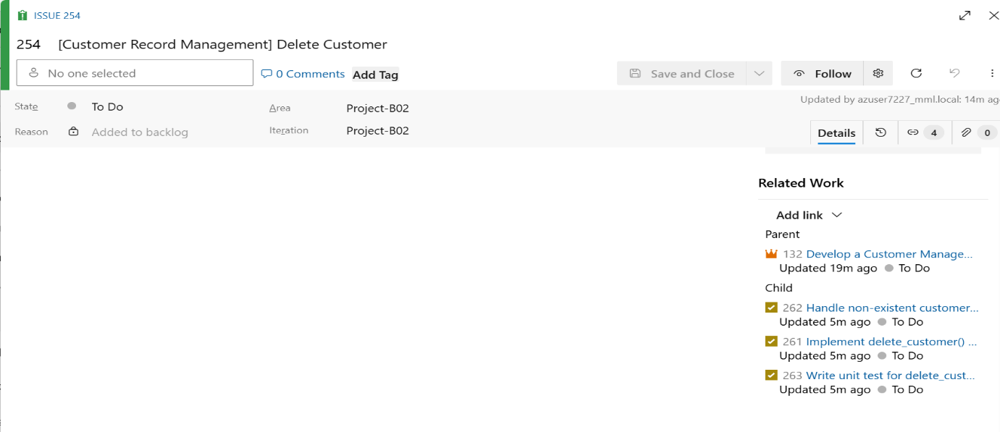 ISSUE 254
254 [Customer Record Management] Delete Customer
No one selected 0 Comments Add Tag Save and Close Follow
State To Do Area Project-B02 Updated by azuser7227_mml.local: 14m
Reason Added to backlog Iteration Project-B02
Details 4 0
Related Work
Add link
Parent
132 Develop a Customer Manage...
Updated 19m ago To Do
Child
262 Handle non-existent customer...
Updated 5m ago To Do
261 Implement delete_customer() ...
Updated 5m ago To Do
263 Write unit test for delete_cust...
Updated 5m ago To Do